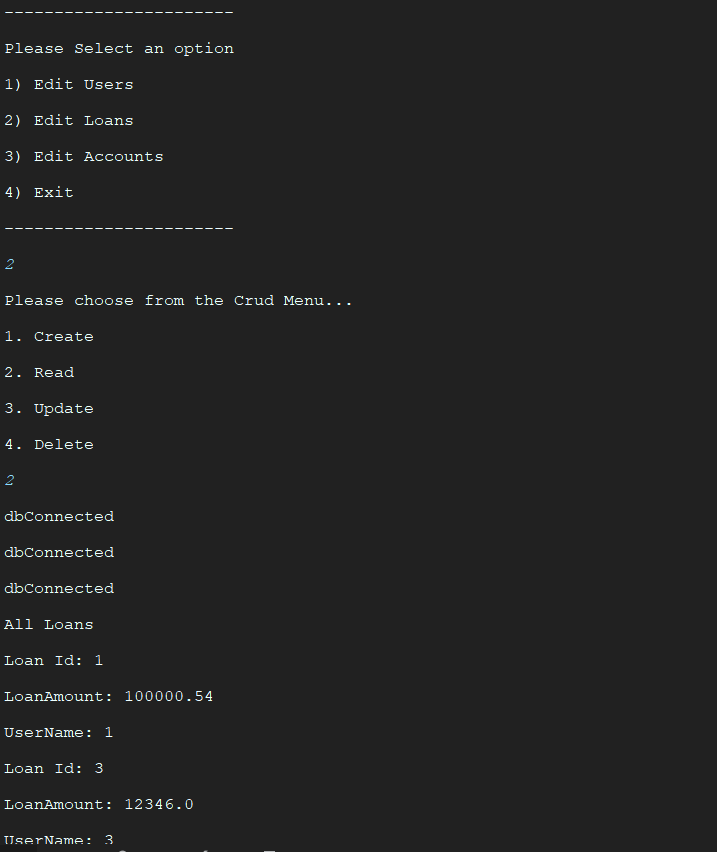 -----------------------
Please Select an option
1) Edit Users
2) Edit Loans
3) Edit Accounts
4) Exit
-----------------------
2
Please choose from the Crud Menu...
1. Create
2. Read
3. Update
4. Delete
2
dbConnected
dbConnected
dbConnected
All Loans
Loan Id: 1
LoanAmount: 100000.54
UserName: 1
Loan Id: 3
LoanAmount: 12346.0
UserName: 3